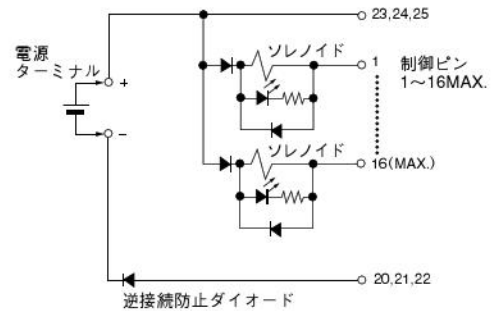 23,24,25
電源
ターミナル
+
−
ソレノイド
1
制御ピン
1〜16MAX.
ソレノイド
16(MAX.)
20,21,22
逆接続防止ダイオード